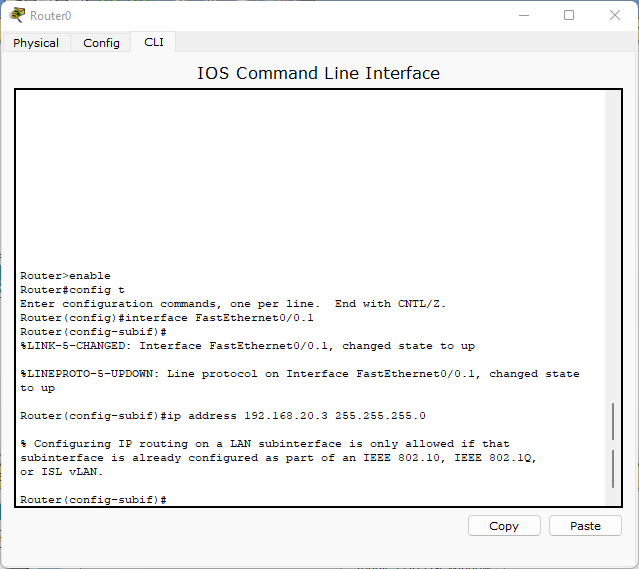 Router0
Physical
Config
CLI
IOS Command Line Interface
Router>enable
Router#config t
Enter configuration commands, one per line.  End with CNTL/Z.
Router(config)#interface FastEthernet0/0.1
Router(config-subif)#
%LINK-5-CHANGED: Interface FastEthernet0/0.1, changed state to up
%LINEPROTO-5-UPDOWN: Line protocol on Interface FastEthernet0/0.1, changed state
to up
Router(config-subif)#ip address 192.168.20.3 255.255.255.0
% Configuring IP routing on a LAN subinterface is only allowed if that
subinterface is already configured as part of an IEEE 802.10, IEEE 802.1Q,
or ISL vLAN.
Router(config-subif)#
Copy
Paste